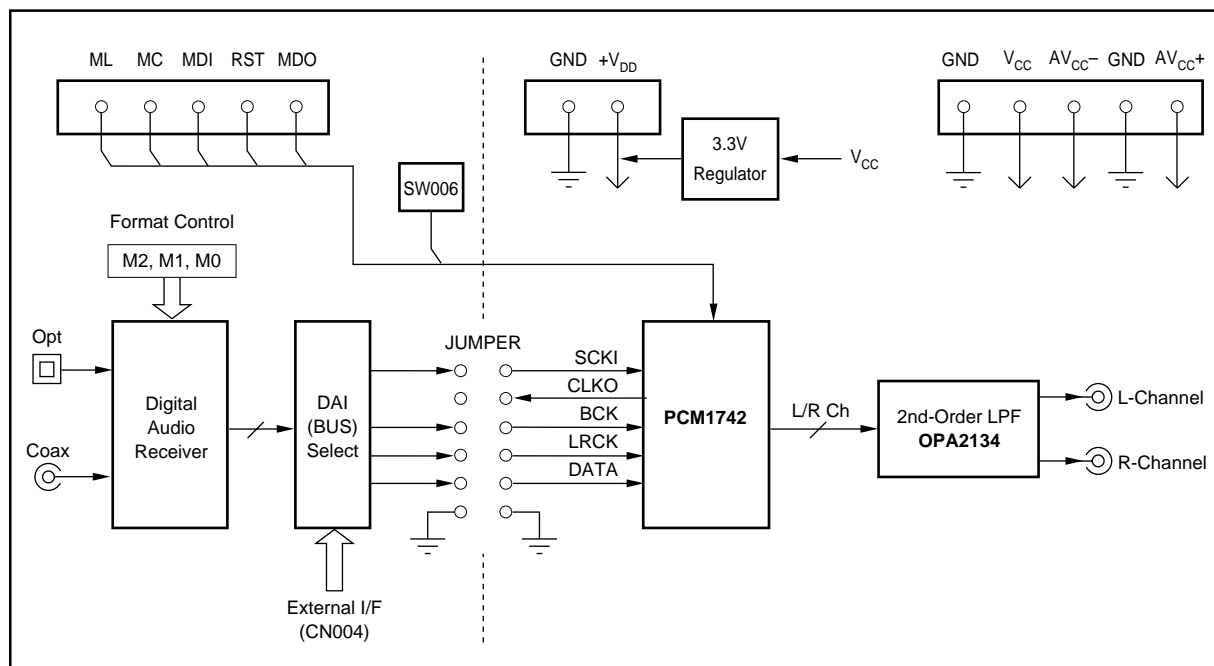 ML MC MDI RST MDO
GND +VDD
GND VCC AVCC– GND AVCC+
3.3V
Regulator
VCC
SW006
Format Control
M2, M1, M0
Opt
Coax
Digital
Audio
Receiver
DAI
(BUS)
Select
External I/F
(CN004)
JUMPER
SCKI
CLKO
BCK
LRCK
DATA
PCM1742
L/R Ch
2nd-Order LPF
OPA2134
L-Channel
R-Channel